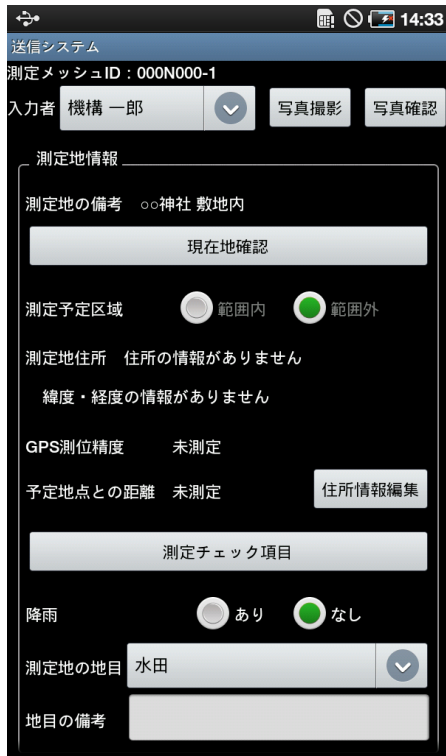 14:33
送信システム
測定メッシュID：000N000-1
入力者 機構 一郎 写真撮影 写真確認
測定地情報
測定地の備考 ○○神社 敷地内
現在地確認
測定予定区域 範囲内 範囲外
測定地住所 住所の情報がありません
緯度・経度の情報がありません
GPS測位精度 未測定
予定地点との距離 未測定 住所情報編集
測定チェック項目
降雨 あり なし
測定地の地目 水田
地目の備考